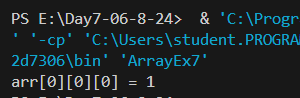 PS E:\Day7-06-8-24>  & 'C:\Progr
' '-cp' 'C:\Users\student.PROGRA
2d7306\bin' 'ArrayEx7'
arr[0][0][0] = 1